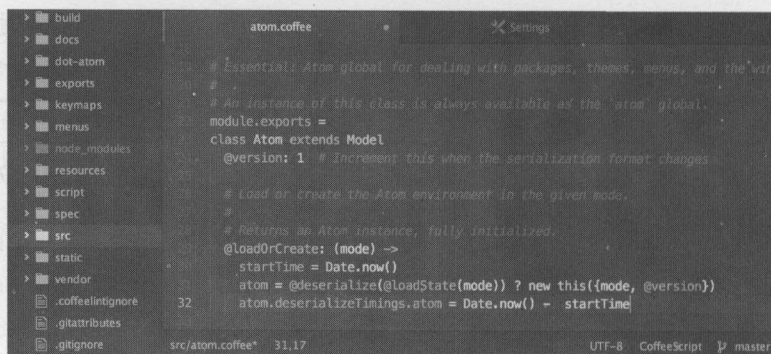 build
docs
dot-atom
exports
keymaps
menus
node_modules
resources
script
spec
src
static
vendor
.coffeelintignore
.gitattributes
.gitignore
atom.coffee
Settings
# Essential: Atom global for dealing with packages, themes, menus, and the win
#
# An instance of this class is always available as the `atom` global.
module.exports =
class Atom extends Model
@version: 1 # Increment this when the serialization format changes
# Load or create the Atom environment in the given mode.
#
# Returns an Atom instance, fully initialized.
@loadOrCreate: (mode) ->
startTime = Date.now()
atom = @deserialize(@loadState(mode)) ? new this({mode, @version})
32 atom.deserializeTimings.atom = Date.now() - startTime
src/atom.coffee* 31,17
UTF-8 CoffeeScript master